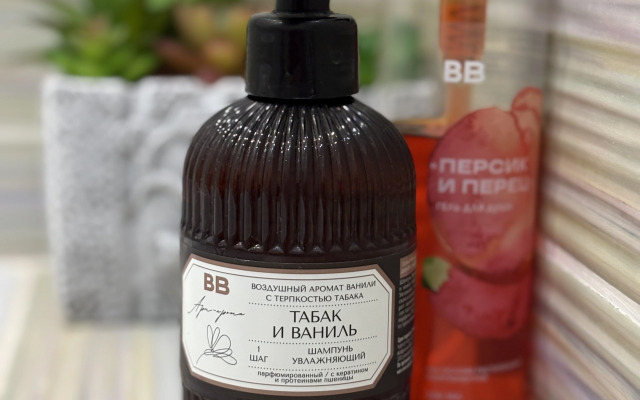 BB
ВОЗДУШНЫЙ АРОМАТ ВАНИЛИ
С ТЕРПКОСТЬЮ ТАБАКА
ТАБАК
И ВАНИЛЬ
1
ШАГ
ШАМПУНЬ
УВЛАЖНЯЮЩИЙ
парфюмированный / с кератином
и протеинами пшеницы
BB
ПЕРСИК
И ПЕРЕЦ
ГЕЛЬ ДЛЯ ДУША